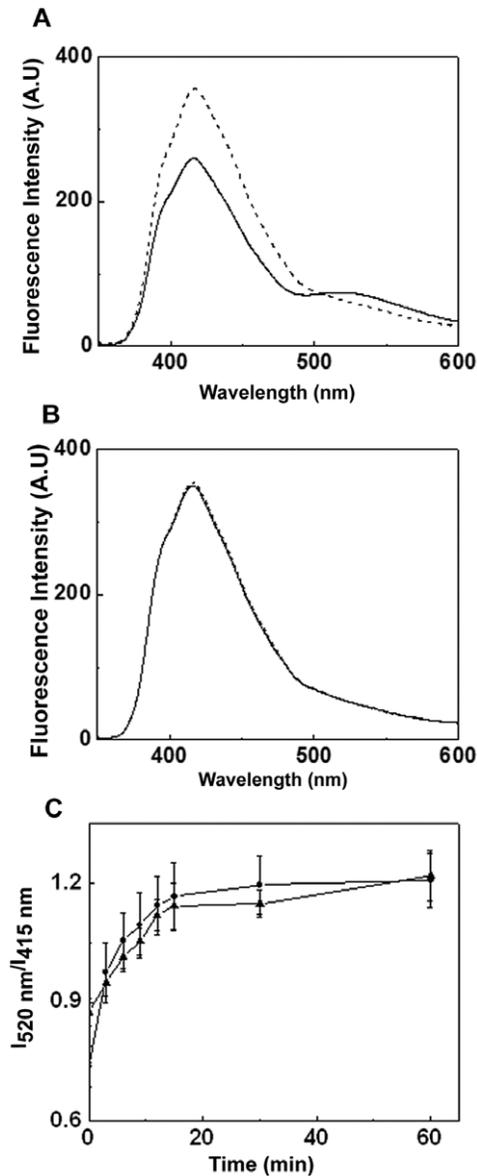 A
Fluorescence Intensity (A.U)
400
200
0
400
500
600
Wavelength (nm)
B
Fluorescence Intensity (A.U)
400
200
0
400
500
600
Wavelength (nm)
C
I520 nm/I415 nm
1.2
0.9
0.6
0
20
40
60
Time (min)